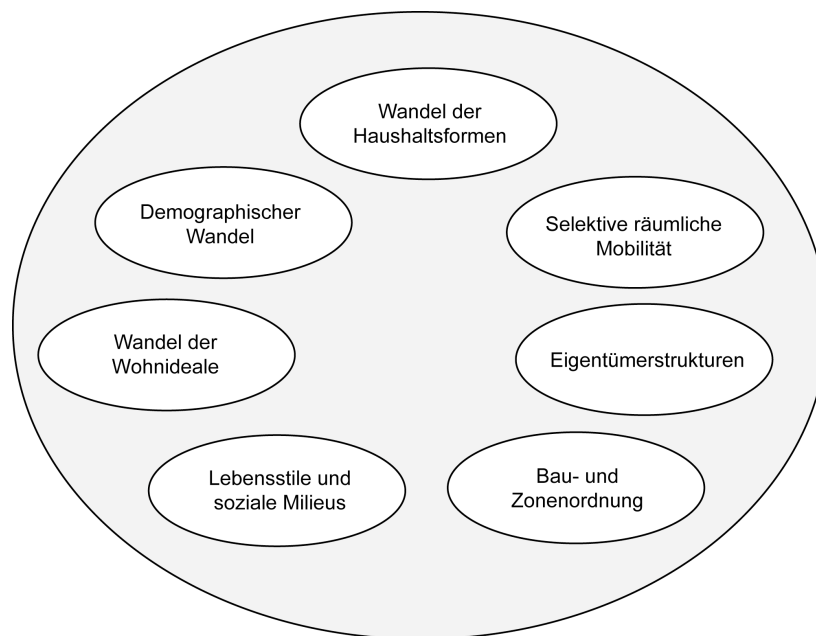 Wandel der
Haushaltsformen
Demographischer
Wandel
Selektive räumliche
Mobilität
Wandel der
Wohnideale
Eigentümerstrukturen
Lebensstile und
soziale Milieus
Bau- und
Zonenordnung